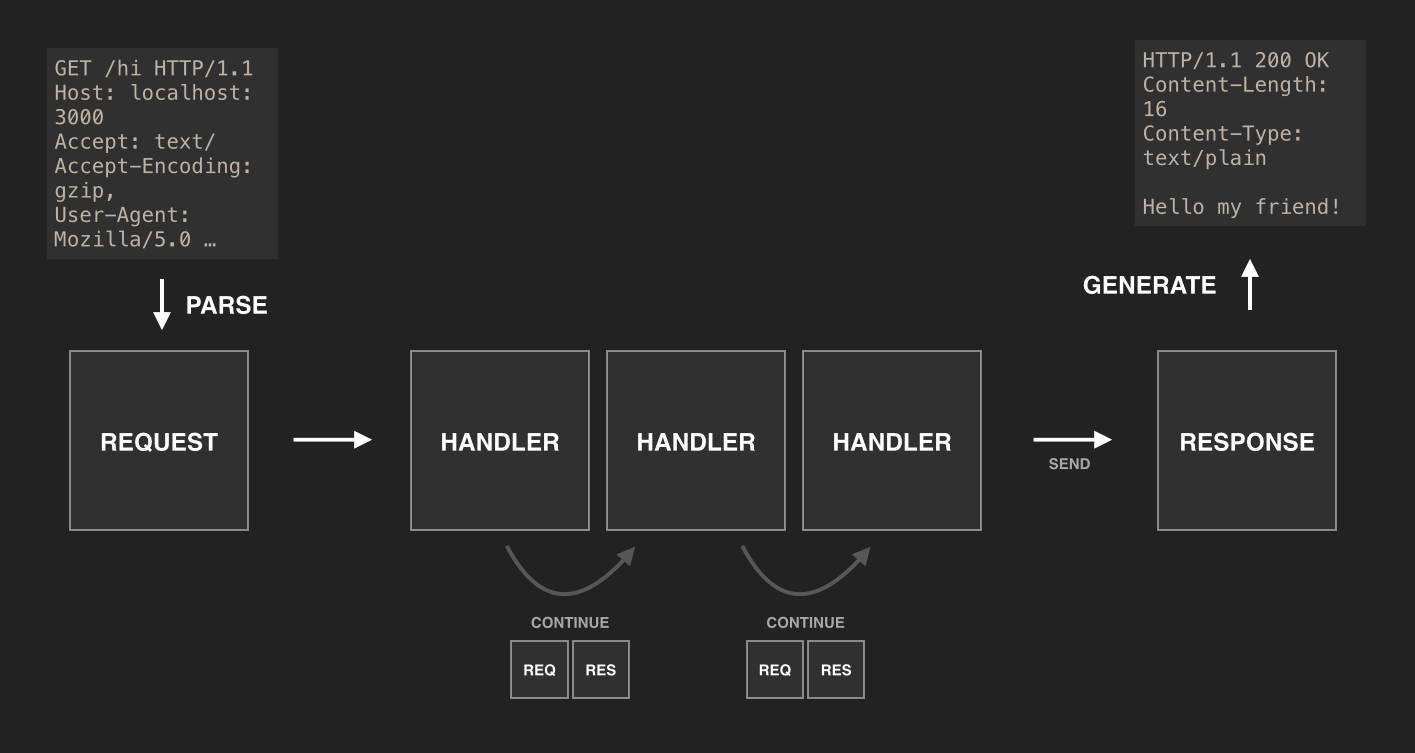 GET /hi HTTP/1.1
Host: localhost:
3000
Accept: text/
Accept-Encoding:
gzip,
User-Agent:
Mozilla/5.0 …
HTTP/1.1 200 OK
Content-Length:
16
Content-Type:
text/plain
Hello my friend!
PARSE
GENERATE
REQUEST
HANDLER
HANDLER
HANDLER
SEND
RESPONSE
CONTINUE
REQ
RES
CONTINUE
REQ
RES